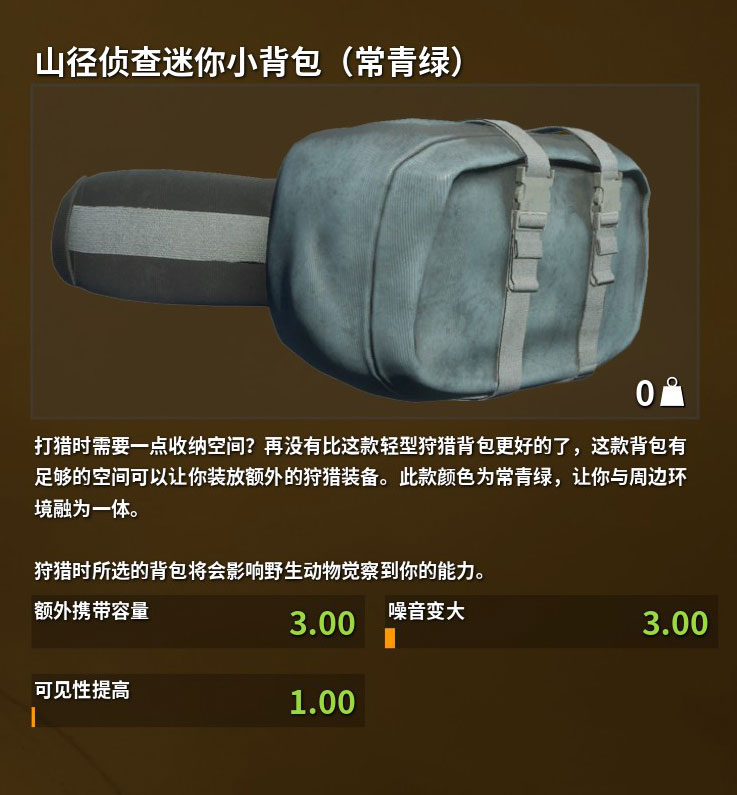 山径侦查迷你小背包（常青绿）
0
打猎时需要一点收纳空间？再没有比这款轻型狩猎背包更好的了，这款背包有
足够的空间可以让你装放额外的狩猎装备。此款颜色为常青绿，让你与周边环
境融为一体。
狩猎时所选的背包将会影响野生动物觉察到你的能力。
额外携带容量 3.00
噪音变大 3.00
可见性提高 1.00